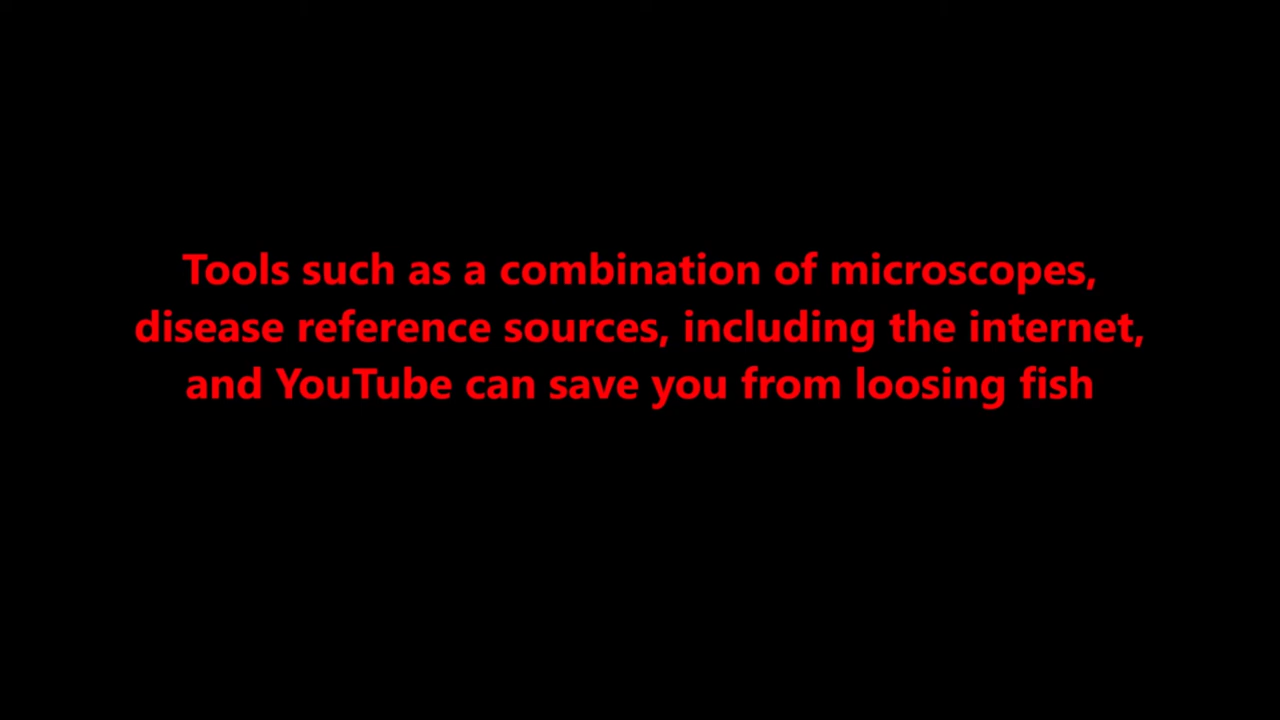 Tools such as a combination of microscopes,
disease reference sources, including the internet,
and YouTube can save you from loosing fish